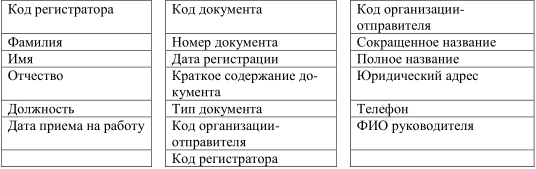 Код регистратора
Фамилия
Имя
Отчество
Должность
Дата приема на работу
Код документа
Номер документа
Дата регистрации
Краткое содержание до-
кумента
Тип документа
Код организации-
отправителя
Код регистратора
Код организации-
отправителя
Сокращенное название
Полное название
Юридический адрес
Телефон
ФИО руководителя